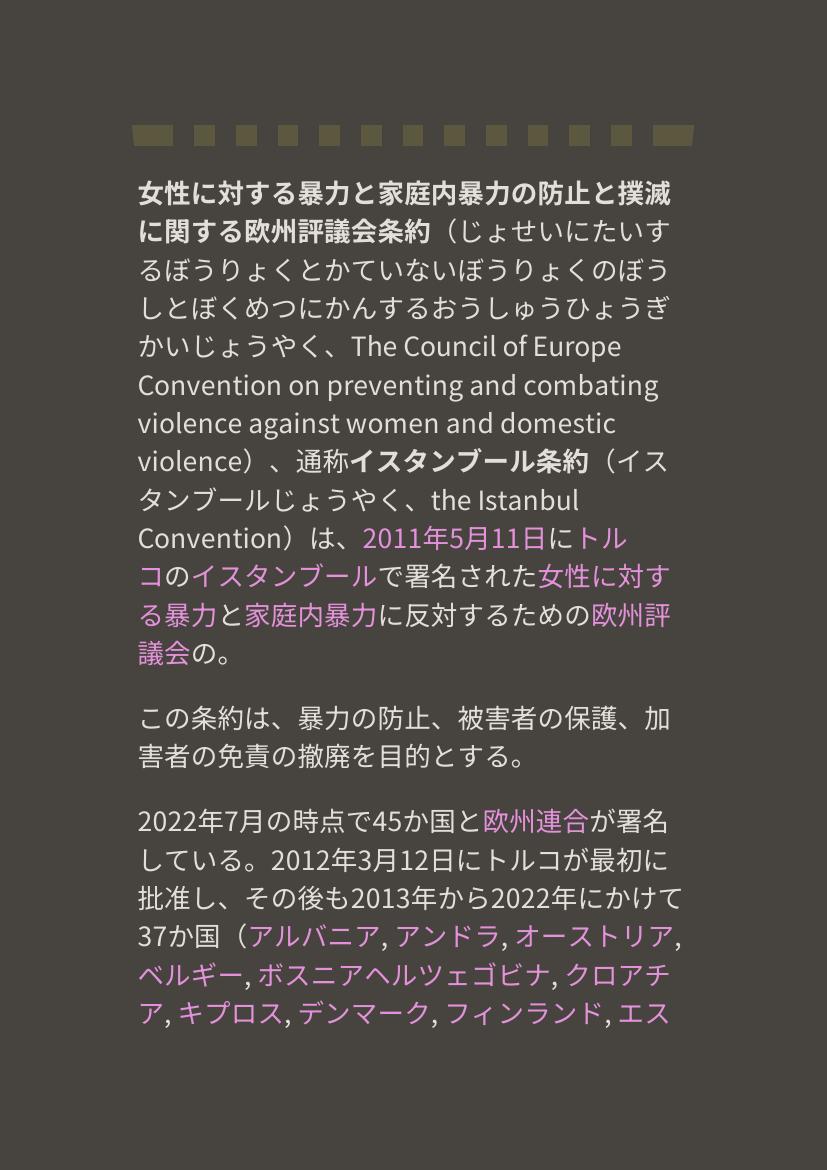 女性に対する暴力と家庭内暴力の防止と撲滅
に関する欧州評議会条約（じょせいにたいす
るぼうりょくとかていないぼうりょくのぼう
しとぼくめつにかんするおうしゅうひょうぎ
かいじょうやく、The Council of Europe
Convention on preventing and combating
violence against women and domestic
violence）、通称イスタンブール条約（イス
タンブールじょうやく、the Istanbul
Convention）は、2011年5月11日にトル
コのイスタンブールで署名された女性に対す
る暴力と家庭内暴力に反対するための欧州評
議会の。
この条約は、暴力の防止、被害者の保護、加
害者の免責の撤廃を目的とする。
2022年7月の時点で45か国と欧州連合が署名
している。2012年3月12日にトルコが最初に
批准し、その後も2013年から2022年にかけて
37か国（アルバニア, アンドラ, オーストリア,
ベルギー, ボスニアヘルツェゴビナ, クロアチ
ア, キプロス, デンマーク, フィンランド, エス